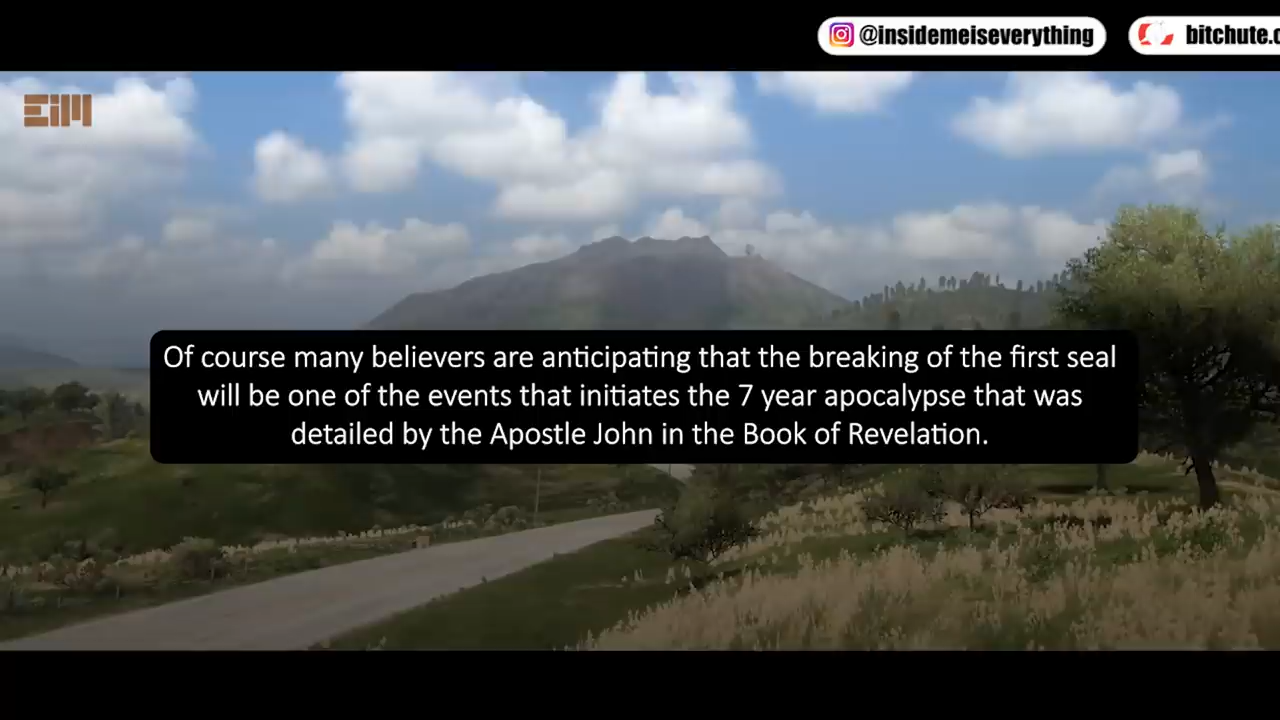 @insidemeiseverything
bitchute.c
EiM
Of course many believers are anticipating that the breaking of the first seal
will be one of the events that initiates the 7 year apocalypse that was
detailed by the Apostle John in the Book of Revelation.